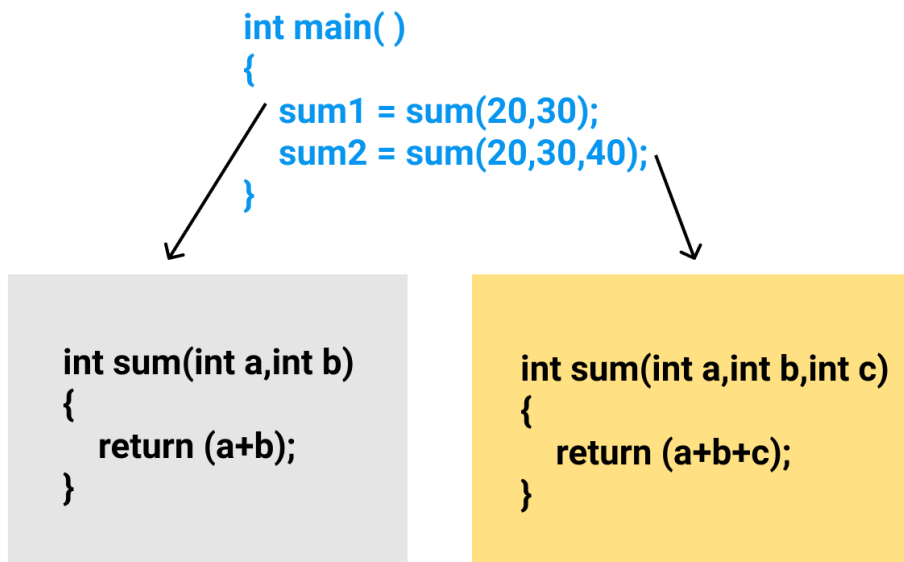 int main( )
{
sum1 = sum(20,30);
sum2 = sum(20,30,40);
}
int sum(int a,int b)
{
return (a+b);
}
int sum(int a,int b,int c)
{
return (a+b+c);
}